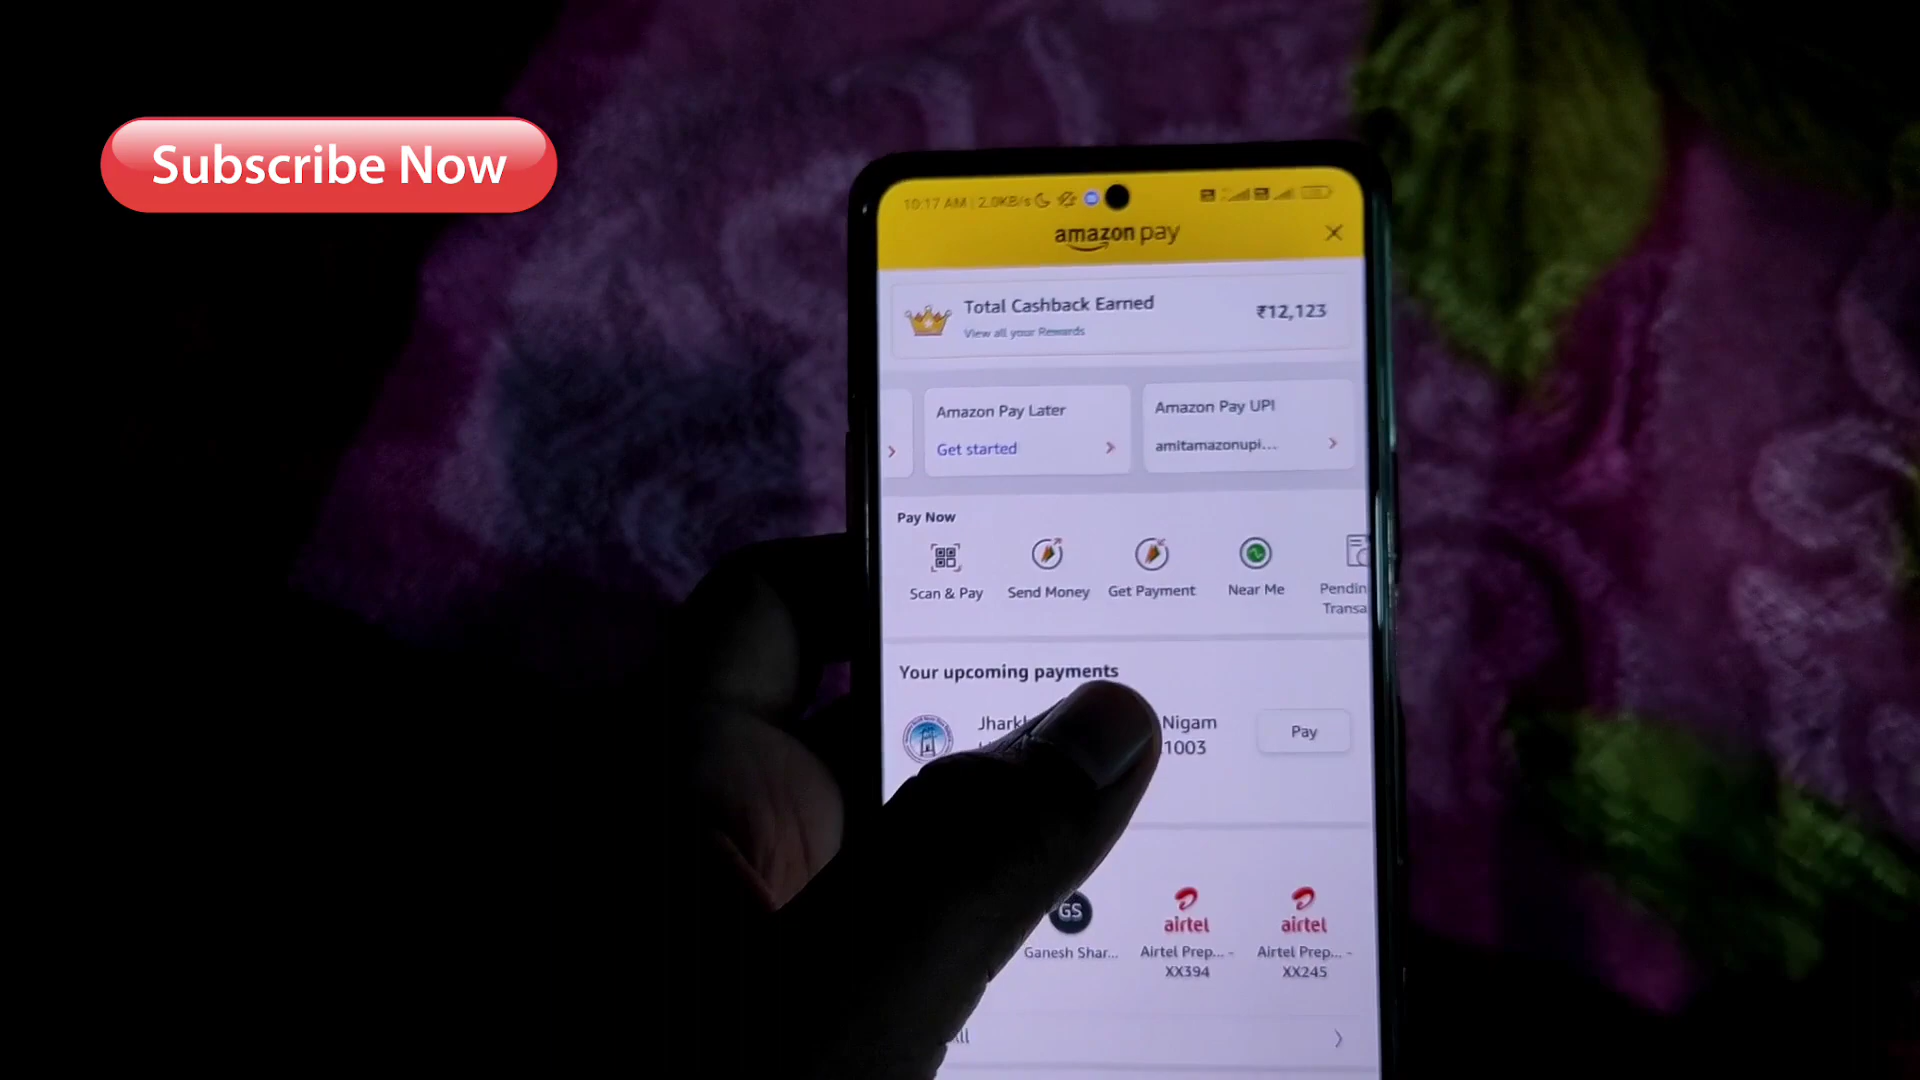 Subscribe Now
10:17 AM | 2.0KB/s
amazon pay
Total Cashback Earned
₹12,123
View all your Rewards
Amazon Pay Later
Get started
Amazon Pay UPI
amitamazonupi...
Pay Now
Scan & Pay
Send Money
Get Payment
Near Me
Pendin
Transa
Your upcoming payments
Nigam
1003
Pay
GS
Ganesh Shar...
airtel
Airtel Prep... -
XX394
airtel
Airtel Prep... -
XX245